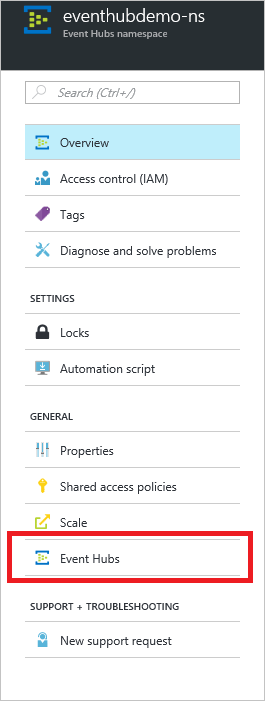 eventhubdemo-ns
Event Hubs namespace
Search (Ctrl+/)
Overview
Access control (IAM)
Tags
Diagnose and solve problems
SETTINGS
Locks
Automation script
GENERAL
Properties
Shared access policies
Scale
Event Hubs
SUPPORT + TROUBLESHOOTING
New support request